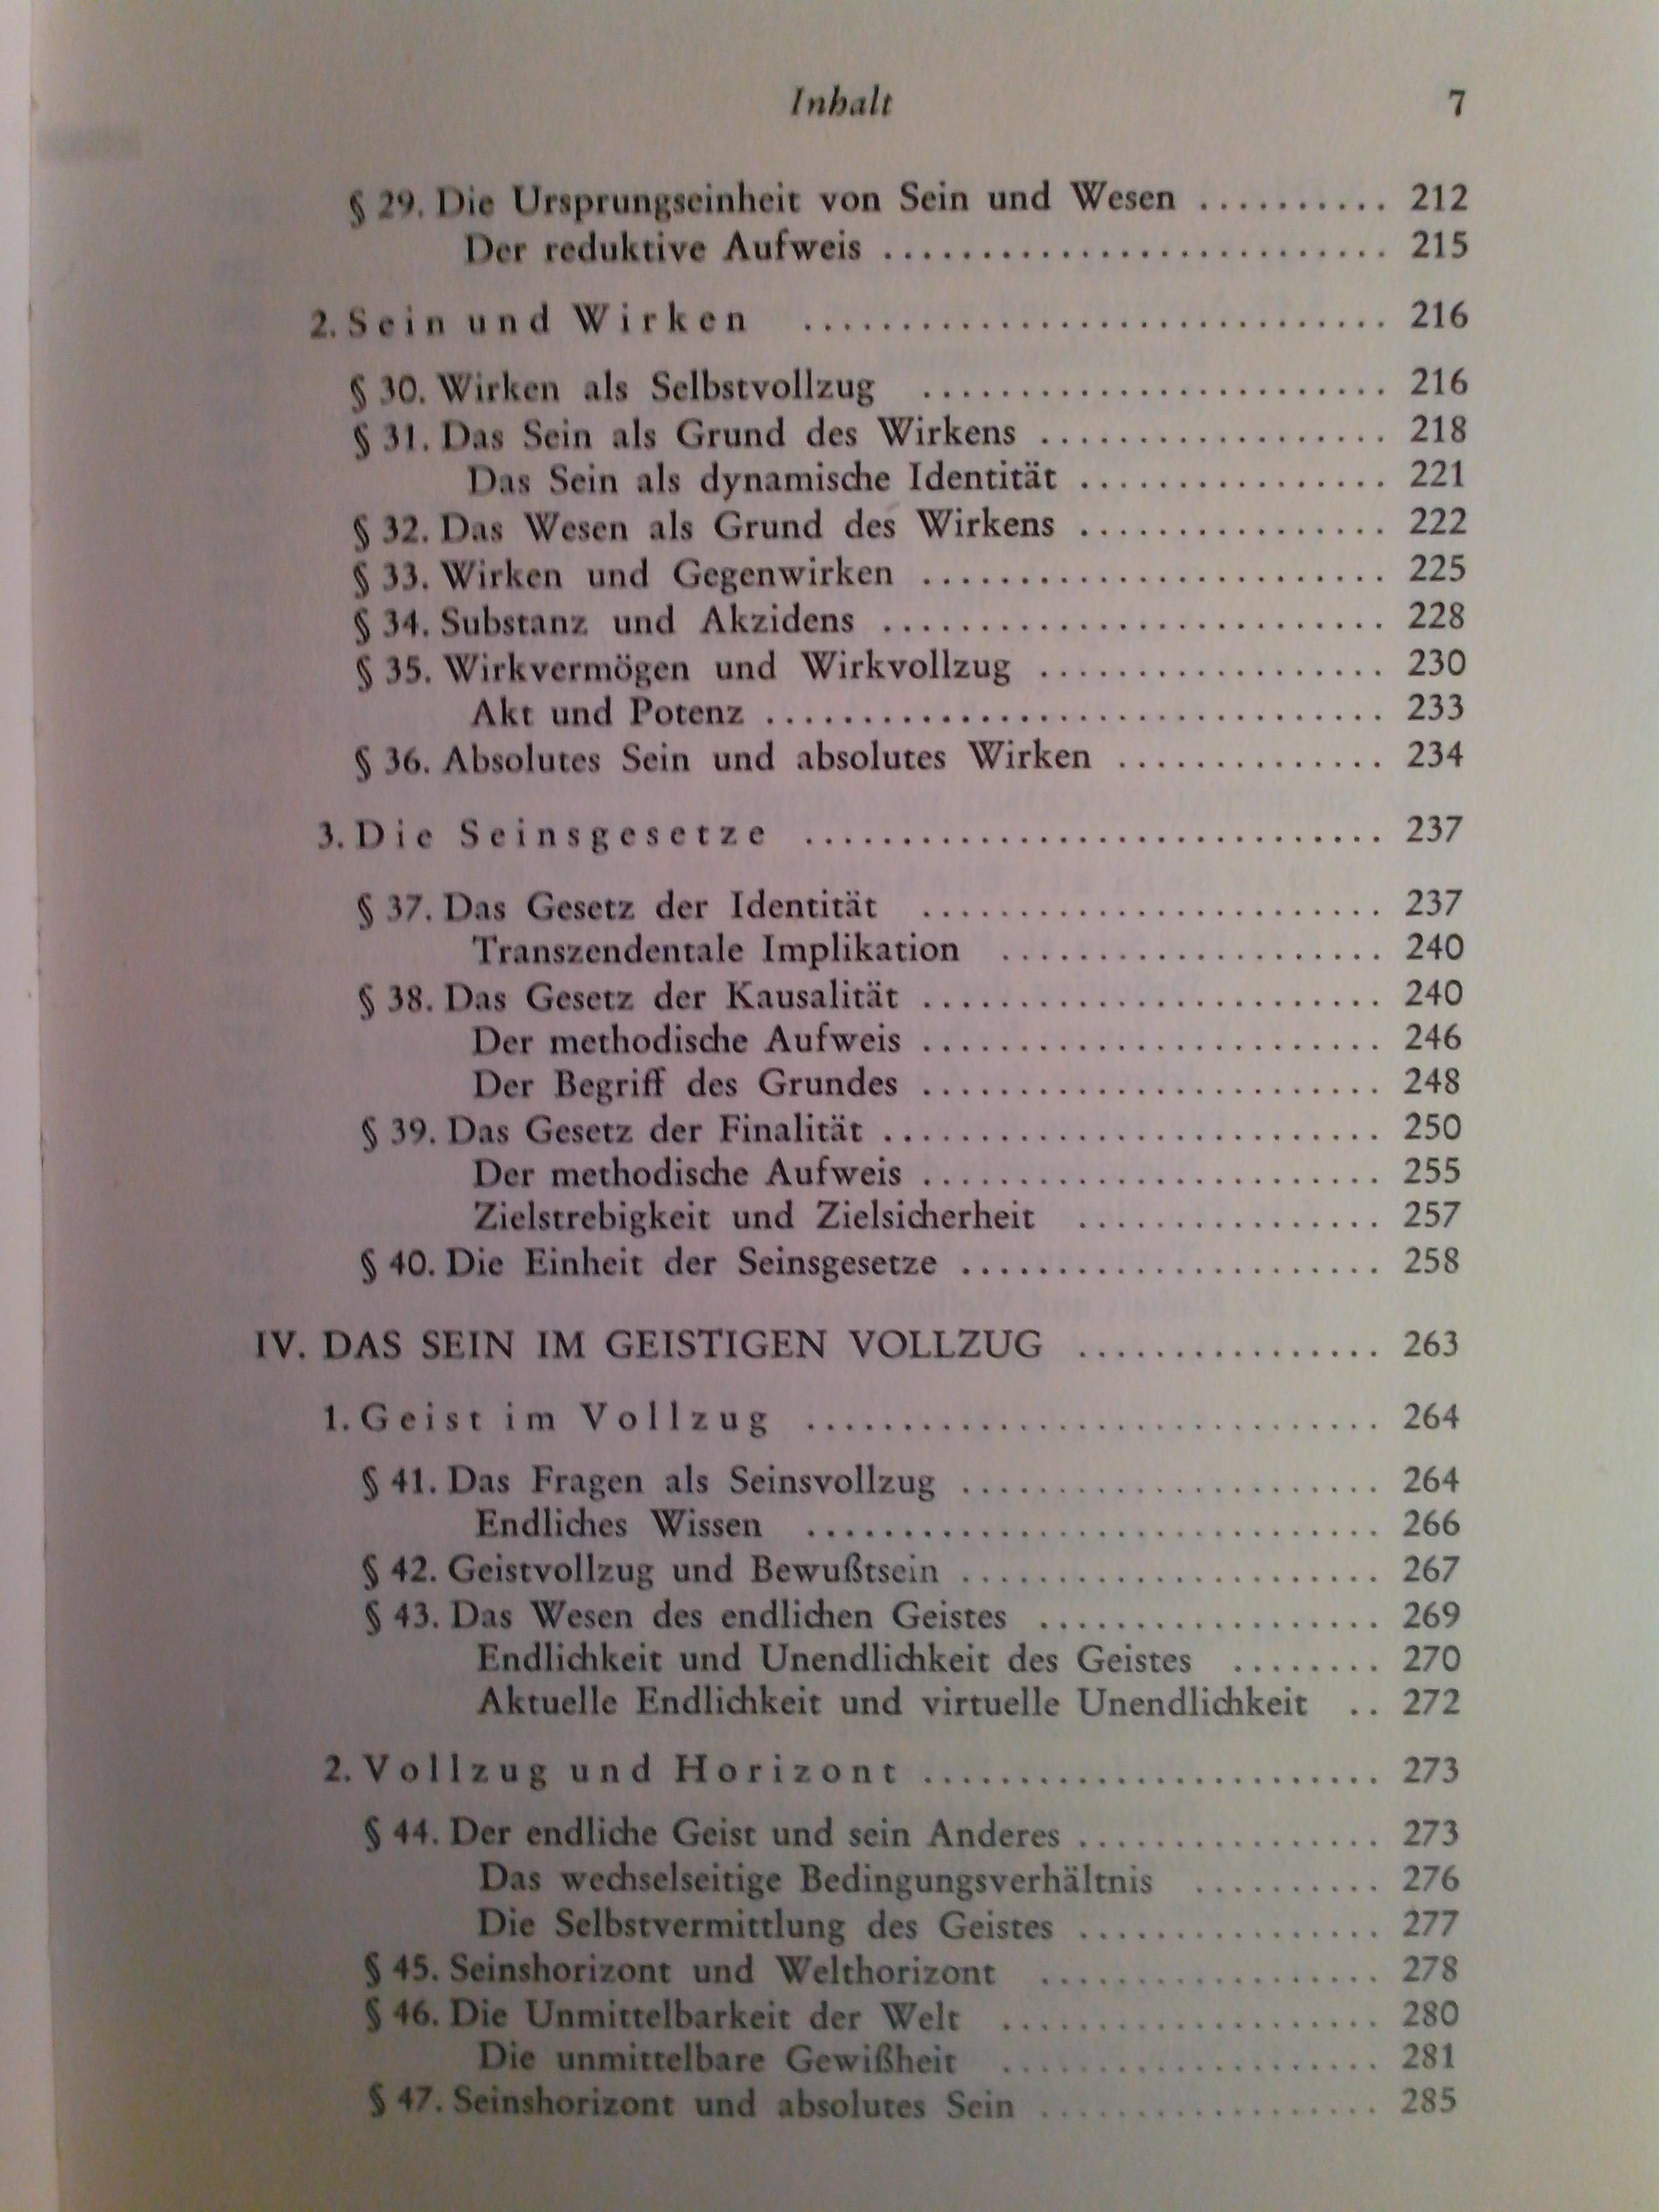 Inhalt 7
§ 29. Die Ursprungseinheit von Sein und Wesen .......... 212
Der reduktive Aufweis .......................... 215
2. Sein und Wirken .............................. 216
§ 30. Wirken als Selbstvollzug ........................ 216
§ 31. Das Sein als Grund des Wirkens .................. 218
Das Sein als dynamische Identität ................ 221
§ 32. Das Wesen als Grund des Wirkens ................ 222
§ 33. Wirken und Gegenwirken ........................ 225
§ 34. Substanz und Akzidens .......................... 228
§ 35. Wirkvermögen und Wirkvollzug .................. 230
Akt und Potenz ................................ 233
§ 36. Absolutes Sein und absolutes Wirken .............. 234
3. Die Seinsgesetze .............................. 237
§ 37. Das Gesetz der Identität ........................ 237
Transzendentale Implikation .................... 240
§ 38. Das Gesetz der Kausalität ........................ 240
Der methodische Aufweis ........................ 246
Der Begriff des Grundes ........................ 248
§ 39. Das Gesetz der Finalität .......................... 250
Der methodische Aufweis ........................ 255
Zielstrebigkeit und Zielsicherheit ................ 257
§ 40. Die Einheit der Seinsgesetze ...................... 258
IV. DAS SEIN IM GEISTIGEN VOLLZUG ................ 263
1. Geist im Vollzug .............................. 264
§ 41. Das Fragen als Seinsvollzug ...................... 264
Endliches Wissen .............................. 266
§ 42. Geistvollzug und Bewußtsein ...................... 267
§ 43. Das Wesen des endlichen Geistes .................. 269
Endlichkeit und Unendlichkeit des Geistes ........ 270
Aktuelle Endlichkeit und virtuelle Unendlichkeit .. 272
2. Vollzug und Horizont ........................ 273
§ 44. Der endliche Geist und sein Anderes ................ 273
Das wechselseitige Bedingungsverhältnis .......... 276
Die Selbstvermittlung des Geistes ................ 277
§ 45. Seinshorizont und Welthorizont .................. 278
§ 46. Die Unmittelbarkeit der Welt .................... 280
Die unmittelbare Gewißheit .................... 281
§ 47. Seinshorizont und absolutes Sein .................. 285